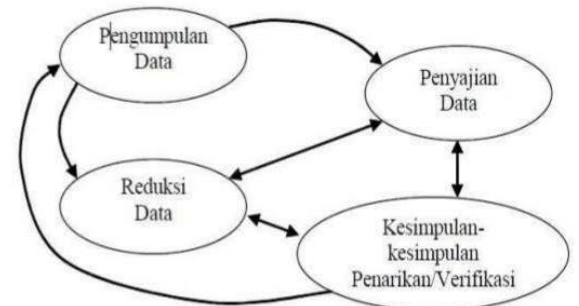 Pengumpulan
Data
Penyajian
Data
Reduksi
Data
Kesimpulan-
kesimpulan
Penarikan/Verifikasi